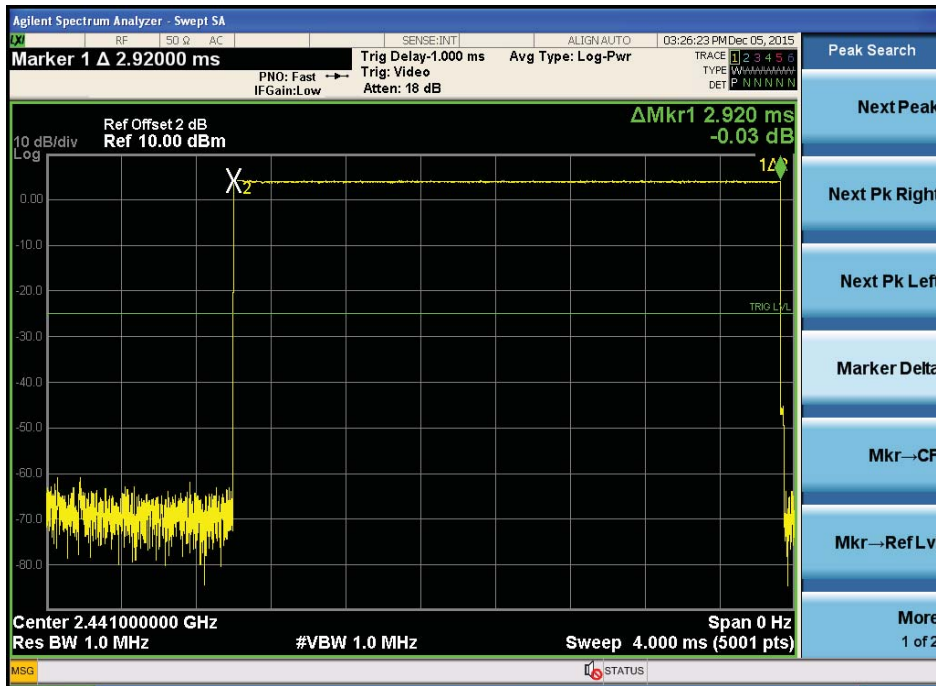 Agilent Spectrum Analyzer - Swept SA
LXI RF 50 Ω AC SENSE:INT ALIGN AUTO 03:26:23 PM Dec 05, 2015
Marker 1 Δ 2.92000 ms
PNO: Fast
IFGain:Low
Trig Delay-1.000 ms
Trig: Video
Atten: 18 dB
Avg Type: Log-Pwr
TRACE 1 2 3 4 5 6
TYPE W
DET P N N N N N
ΔMkr1 2.920 ms
-0.03 dB
Ref Offset 2 dB
10 dB/div Ref 10.00 dBm
Log
X2
1Δ2
0.00
-10.0
-20.0
TRIG LVL
-30.0
-40.0
-50.0
-60.0
-70.0
-80.0
Center 2.441000000 GHz Span 0 Hz
Res BW 1.0 MHz #VBW 1.0 MHz Sweep 4.000 ms (5001 pts)
MSG STATUS
Peak Search
Next Peak
Next Pk Right
Next Pk Left
Marker Delta
Mkr→CF
Mkr→Ref Lv
More
1 of 2